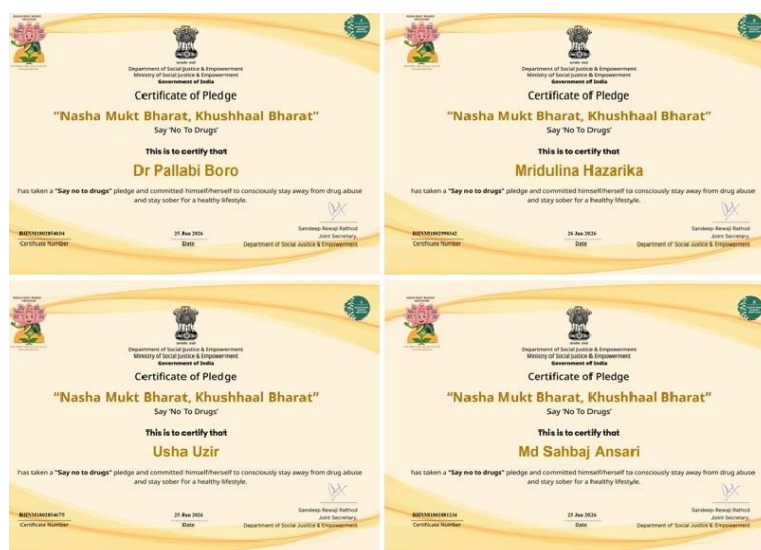 Department of Social Justice & Empowerment
Ministry of Social Justice & Empowerment
Government of India
Certificate of Pledge
“Nasha Mukt Bharat, Khushhaal Bharat”
Say ‘No To Drugs’
This is to certify that
Dr Pallabi Boro
has taken a "Say no to drugs" pledge and committed himself/herself to consciously stay away from drug abuse
and stay sober for a healthy lifestyle.
Sandeep Rewaji Rathod
Joint Secretary,
25 Jun 2026
Certificate Number
Date
Department of Social Justice & Empowerment
Department of Social Justice & Empowerment
Ministry of Social Justice & Empowerment
Government of India
Certificate of Pledge
“Nasha Mukt Bharat, Khushhaal Bharat”
Say ‘No To Drugs’
This is to certify that
Mridulina Hazarika
has taken a "Say no to drugs" pledge and committed himself/herself to consciously stay away from drug abuse
and stay sober for a healthy lifestyle.
Sandeep Rewaji Rathod
Joint Secretary,
26 Jun 2026
Certificate Number
Date
Department of Social Justice & Empowerment
Department of Social Justice & Empowerment
Ministry of Social Justice & Empowerment
Government of India
Certificate of Pledge
“Nasha Mukt Bharat, Khushhaal Bharat”
Say ‘No To Drugs’
This is to certify that
Usha Uzir
has taken a "Say no to drugs" pledge and committed himself/herself to consciously stay away from drug abuse
and stay sober for a healthy lifestyle.
Sandeep Rewaji Rathod
Joint Secretary,
25 Jun 2026
Certificate Number
Date
Department of Social Justice & Empowerment
Department of Social Justice & Empowerment
Ministry of Social Justice & Empowerment
Government of India
Certificate of Pledge
“Nasha Mukt Bharat, Khushhaal Bharat”
Say ‘No To Drugs’
This is to certify that
Md Sahbaj Ansari
has taken a "Say no to drugs" pledge and committed himself/herself to consciously stay away from drug abuse
and stay sober for a healthy lifestyle.
Sandeep Rewaji Rathod
Joint Secretary,
25 Jun 2026
Certificate Number
Date
Department of Social Justice & Empowerment